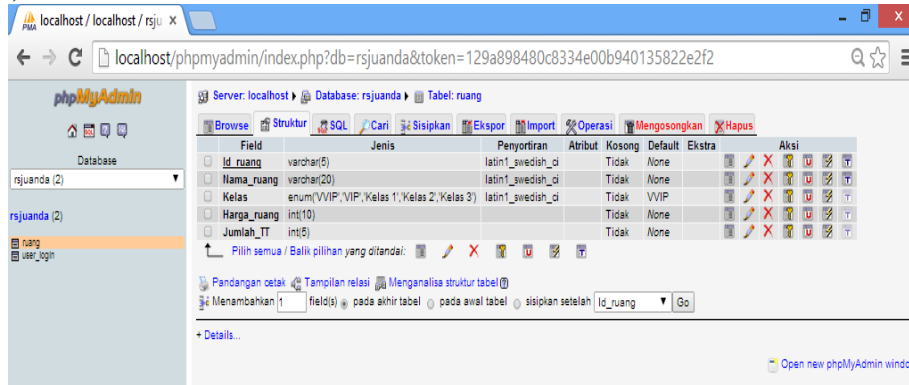 localhost / localhost / rsju
localhost/phpmyadmin/index.php?db=rsjuanda&token=129a898480c8334e00b940135822e2f2
phpMyAdmin
Server: localhost Database: rsjuanda Tabel: ruang
Browse Struktur SQL Cari Sisipkan Ekspor Import Operasi Mengosongkan Hapus
Database
rsjuanda (2)
rsjuanda (2)
ruang
user_login
Field Jenis Penyortiran Atribut Kosong Default Ekstra Aksi
Id_ruang varchar(5) latin1_swedish_ci Tidak None
Nama_ruang varchar(20) latin1_swedish_ci Tidak None
Kelas enum('VVIP','VIP','Kelas 1','Kelas 2','Kelas 3') latin1_swedish_ci Tidak VVIP
Harga_ruang int(10) Tidak None
Jumlah_TT int(5) Tidak None
Pilih semua / Balik pilihan yang ditandai:
Pandangan cetak Tampilan relasi Menganalisa struktur tabel
Menambahkan 1 field(s) pada akhir tabel pada awal tabel sisipkan setelah Id_ruang Go
+ Details...
Open new phpMyAdmin windo